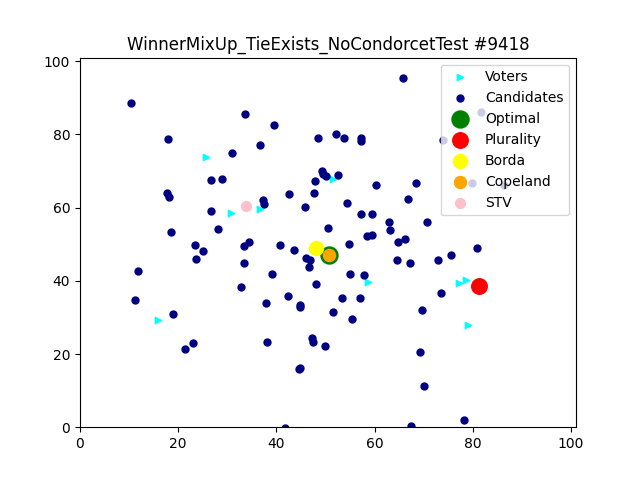 WinnerMixUp_TieExists_NoCondorcetTest #9418
Voters
Candidates
Optimal
Plurality
Borda
Copeland
STV
100
80
60
40
20
0
0 20 40 60 80 100